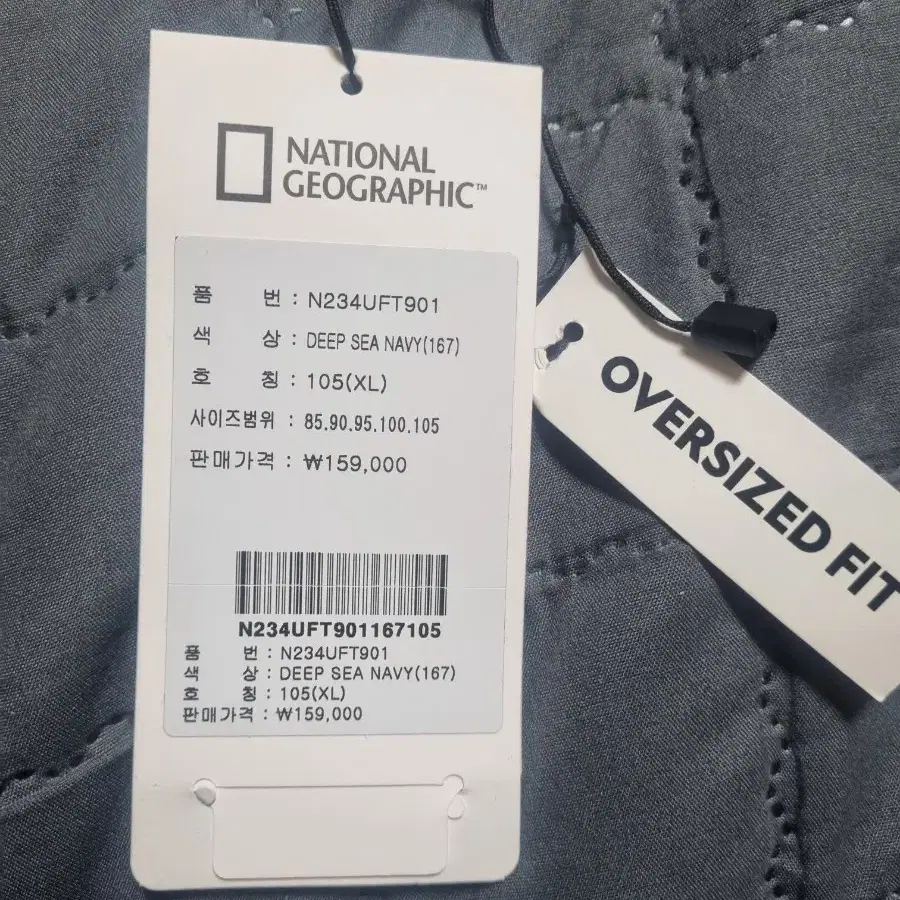 NATIONAL
GEOGRAPHIC™
품 번 : N234UFT901
색 상 : DEEP SEA NAVY(167)
호 칭 : 105(XL)
사이즈범위 : 85.90.95.100.105
판매가격 : ₩159,000
N234UFT901167105
품 번 : N234UFT901
색 상 : DEEP SEA NAVY(167)
호 칭 : 105(XL)
판매가격 : ₩159,000
OVERSIZED FIT